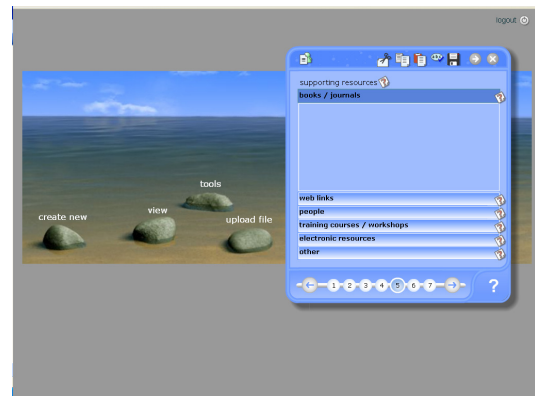 logout
supporting resources
books / journals
tools
create new
view
upload file
web links
people
training courses / workshops
electronic resources
other
1 2 3 4 5 6 7
?